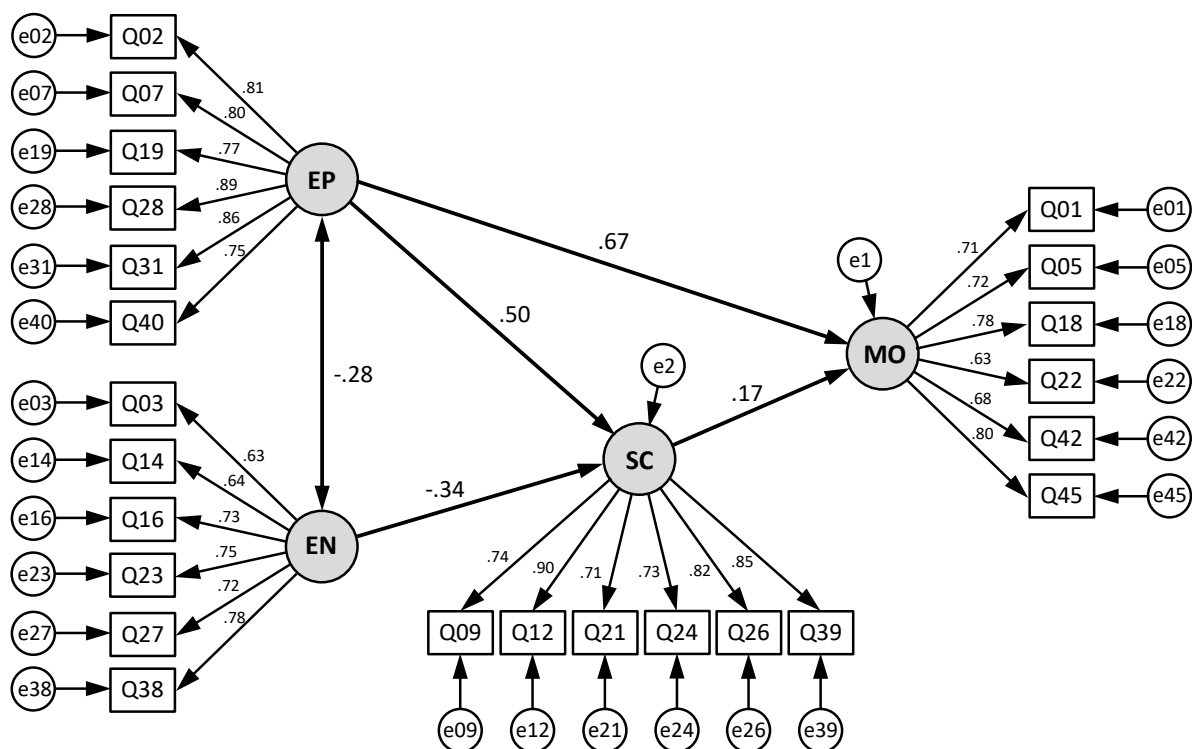 e02 Q02
.81
e07 Q07
.80
e19 Q19
.77
e28 Q28
.89
e31 Q31
.86
e40 Q40
.75
EP
e03 Q03
.63
e14 Q14
.64
e16 Q16
.73
e23 Q23
.75
e27 Q27
.72
e38 Q38
.78
EN
-.28
.67
.50
-.34
.17
e2
SC
e1
MO
.71
Q01 e01
.72
Q05 e05
.78
Q18 e18
.63
Q22 e22
.68
Q42 e42
.80
Q45 e45
.74 .90 .71 .73 .82 .85
Q09 Q12 Q21 Q24 Q26 Q39
e09 e12 e21 e24 e26 e39